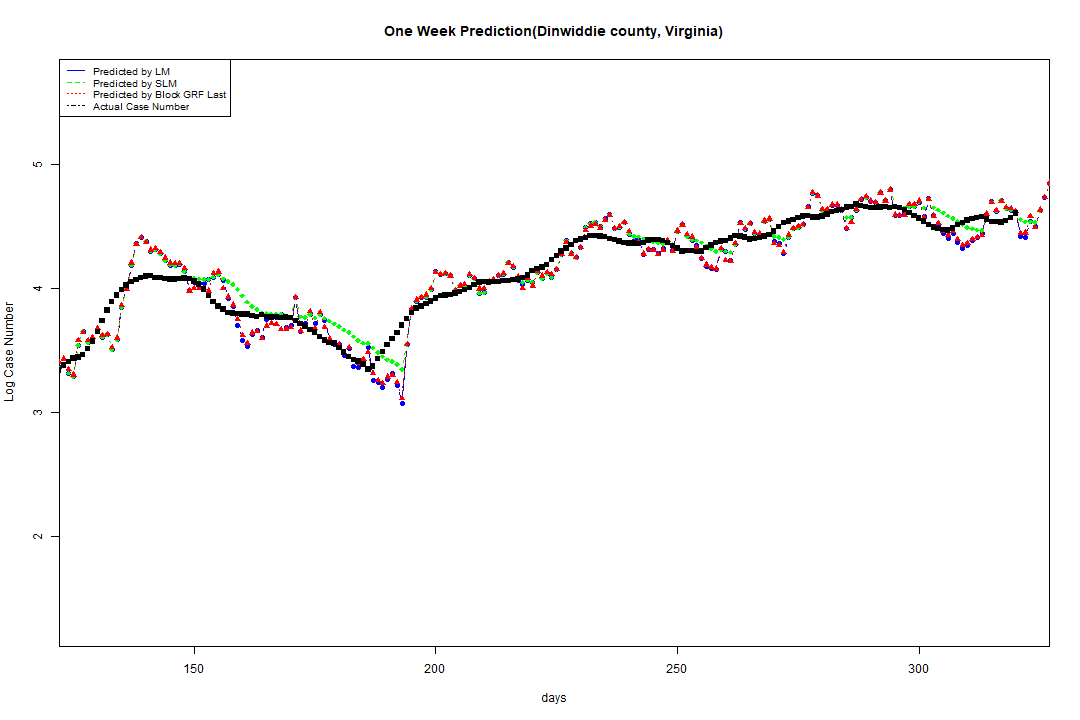 One Week Prediction(Dinwiddie county, Virginia)
Predicted by LM
Predicted by SLM
Predicted by Block GRF Last
Actual Case Number
5
4
3
2
Log Case Number
150 200 250 300
days